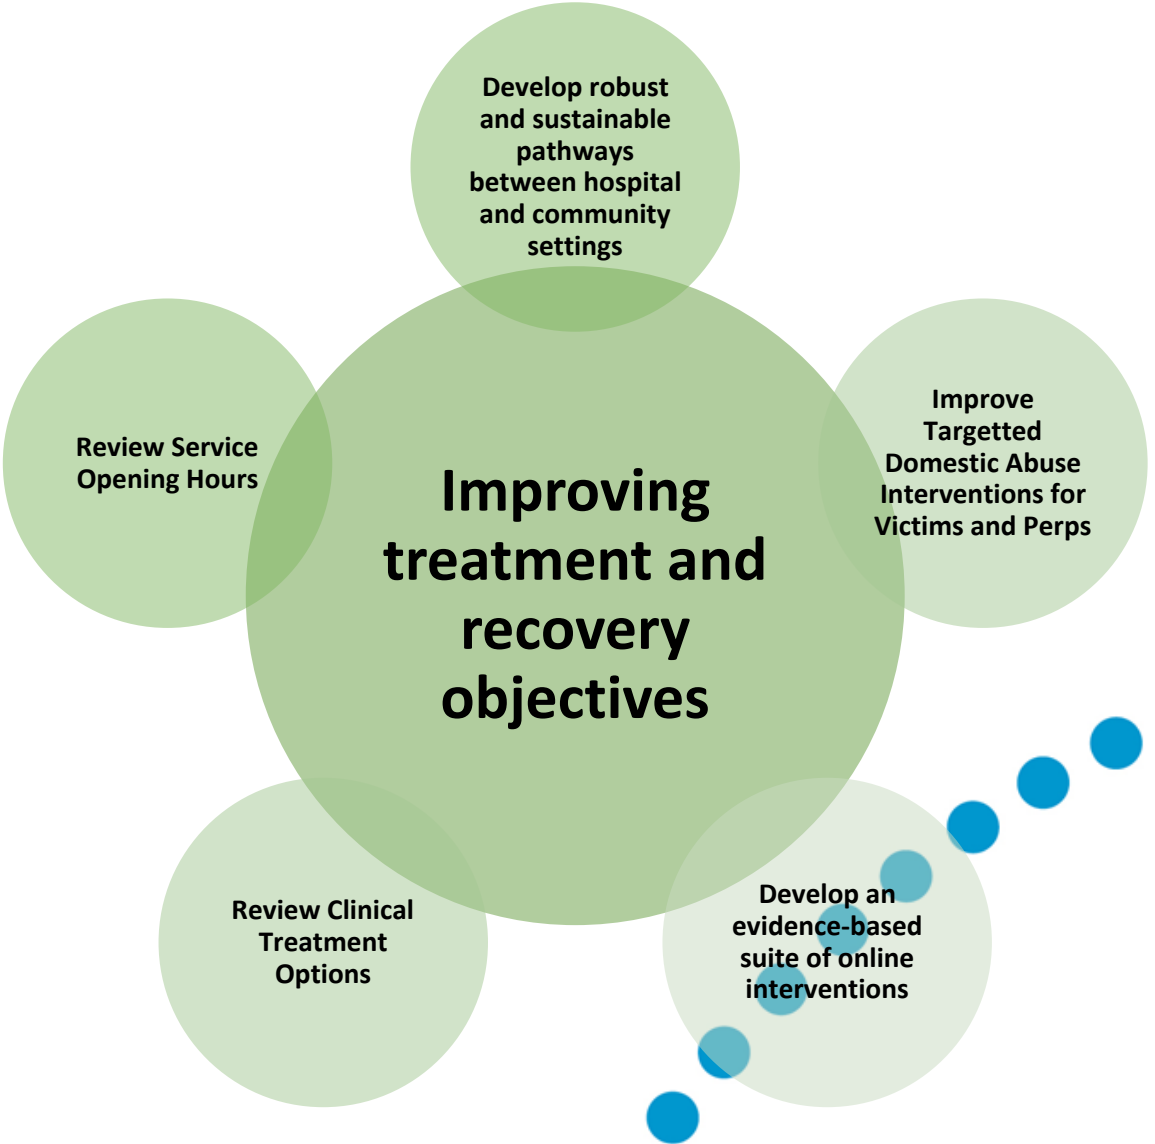 Develop robust
and sustainable
pathways
between hospital
and community
settings
Improve
Targetted
Domestic Abuse
Interventions for
Victims and Perps
Review Service
Opening Hours
Improving
treatment and
recovery
objectives
Review Clinical
Treatment
Options
Develop an
evidence-based
suite of online
interventions